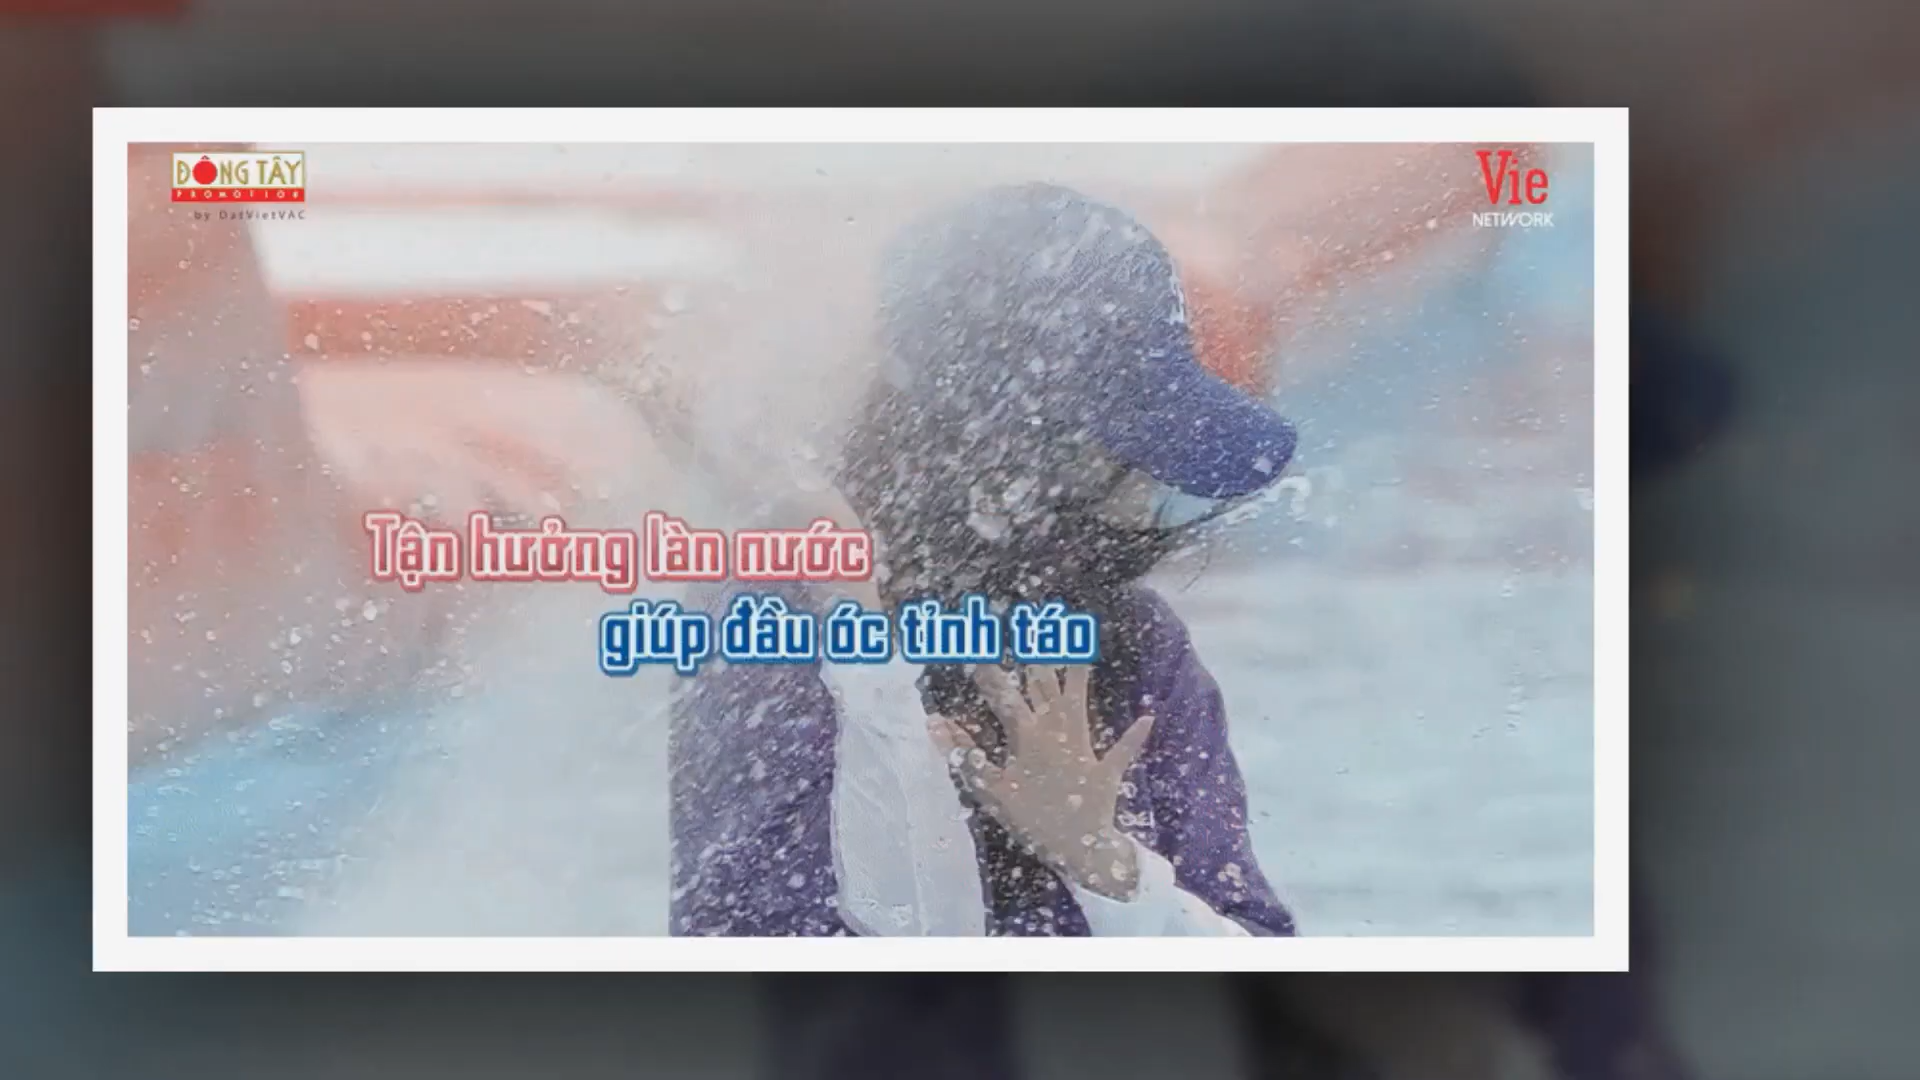 ĐÔNG TÂY
PROMOTION
by DatVietVAC
Vie
NETWORK
Tận hưởng làn nước
giúp đầu óc tỉnh táo